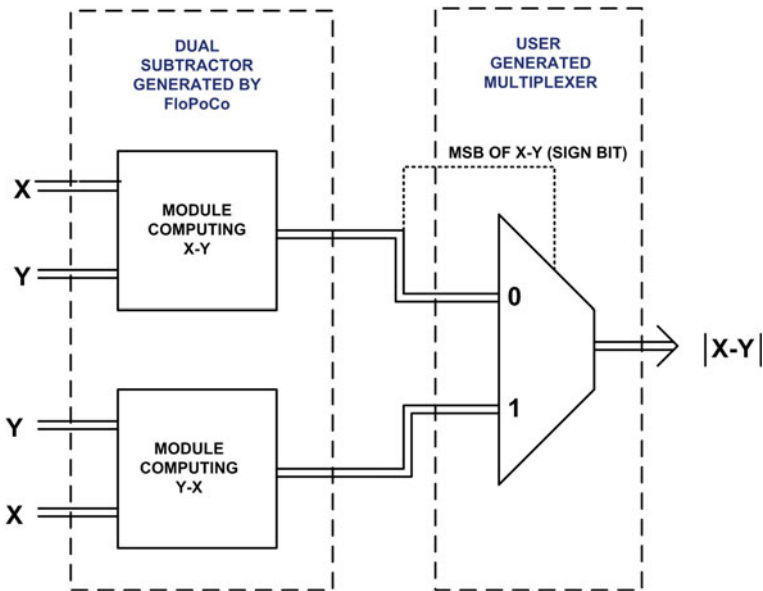 DUAL
SUBTRACTOR
GENERATED BY
FloPoCo
USER
GENERATED
MULTIPLEXER
MSB OF X-Y (SIGN BIT)
X
Y
MODULE
COMPUTING
X-Y
0
|X-Y|
1
Y
X
MODULE
COMPUTING
Y-X